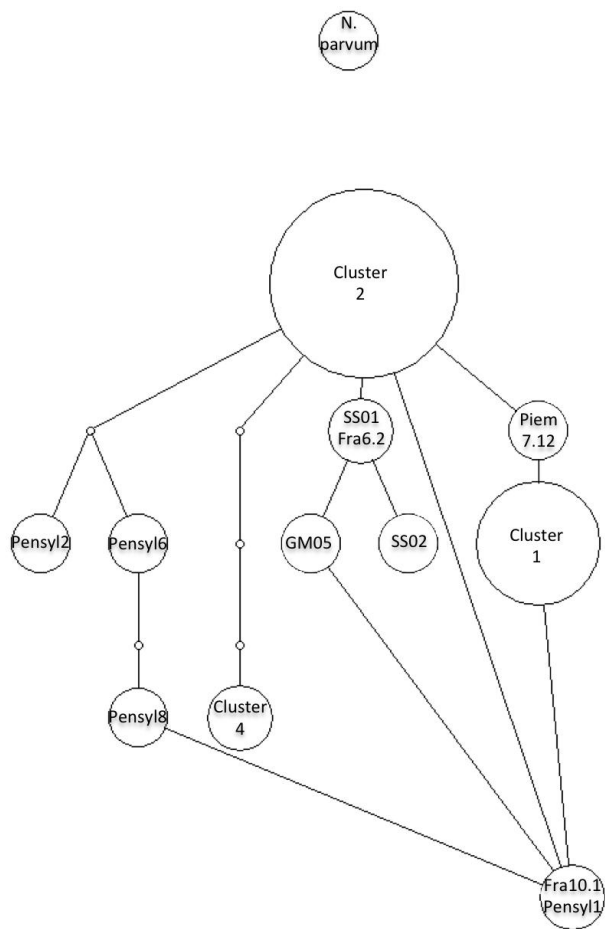 N.
parvum
Cluster
2
SS01
Fra6.2
Piem
7.12
Pensyl2
Pensyl6
GM05
SS02
Cluster
1
Pensyl8
Cluster
4
Fra10.1
Pensyl1